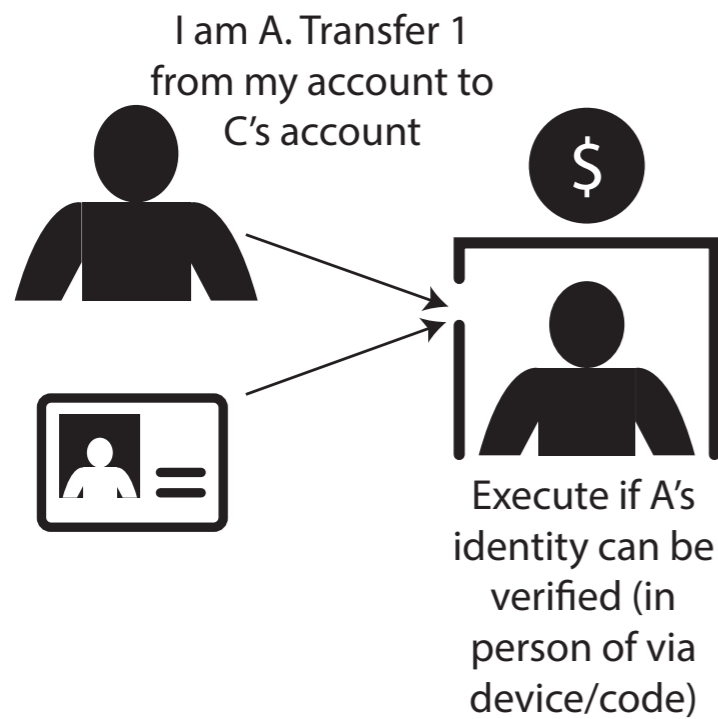 I am A. Transfer 1
from my account to
C's account
$
Execute if A's
identity can be
verified (in
person of via
device/code)